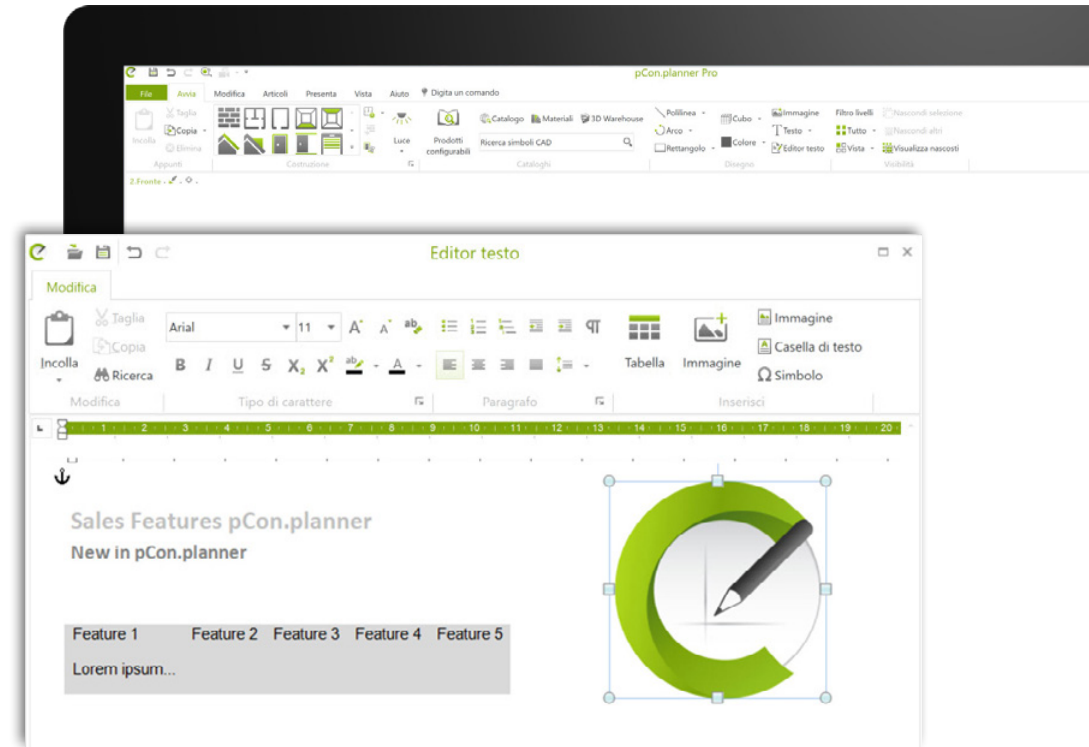 pCon.planner Pro
File Avvia Modifica Articoli Presenta Vista Aiuto Digita un comando
Incolla Taglia Copia Elimina
Luce
Prodotti configurabili
Catalogo Materiali 3D Warehouse
Ricerca simboli CAD
Polilinea Arco Rettangolo
Cubo Colore
Immagine Testo Editor testo
Filtro livelli Tutto Vista
Nascondi selezione Nascondi altri Visualizza nascosti
Appunti Costruzione Cataloghi Disegno Visibilità
2.Fronte
Editor testo
Modifica
Incolla Taglia Copia Ricerca
Arial 11
Tabella Immagine
Immagine
Casella di testo
Simbolo
Modifica Tipo di carattere Paragrafo Inserisci
1 2 3 4 5 6 7 8 9 10 11 12 13 14 15 16 17 18 19 20
Sales Features pCon.planner
New in pCon.planner
Feature 1 Feature 2 Feature 3 Feature 4 Feature 5
Lorem ipsum...